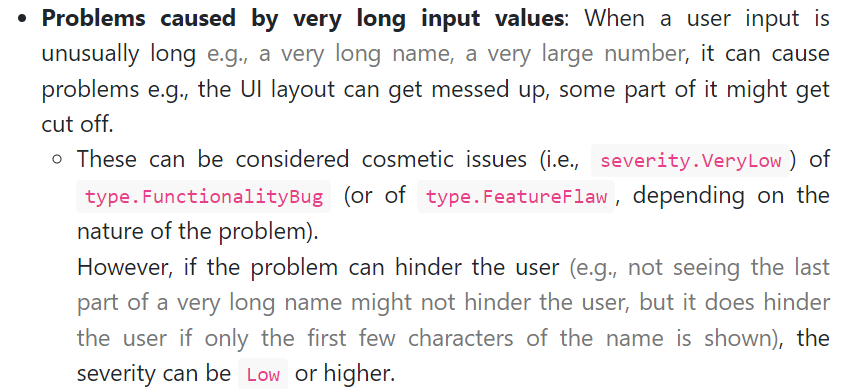 • Problems caused by very long input values: When a user input is
unusually long e.g., a very long name, a very large number, it can cause
problems e.g., the UI layout can get messed up, some part of it might get
cut off.
◦ These can be considered cosmetic issues (i.e., severity.VeryLow ) of
type.FunctionalityBug (or of type.FeatureFlaw , depending on the
nature of the problem).
However, if the problem can hinder the user (e.g., not seeing the last
part of a very long name might not hinder the user, but it does hinder
the user if only the first few characters of the name is shown), the
severity can be Low or higher.